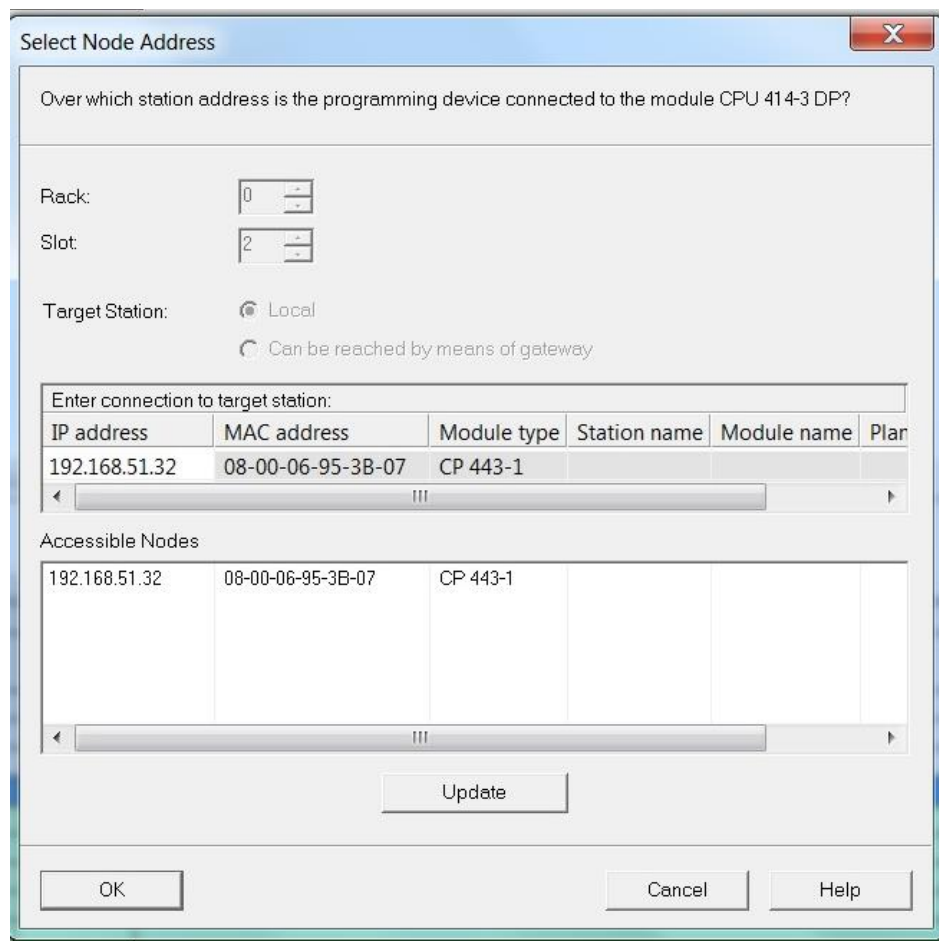 Select Node Address
X
Over which station address is the programming device connected to the module CPU 414-3 DP?
Rack: 0
Slot: 2
Target Station: Local
Can be reached by means of gateway
Enter connection to target station:
IP address MAC address Module type Station name Module name Plan
192.168.51.32 08-00-06-95-3B-07 CP 443-1
Accessible Nodes
192.168.51.32 08-00-06-95-3B-07 CP 443-1
Update
OK Cancel Help